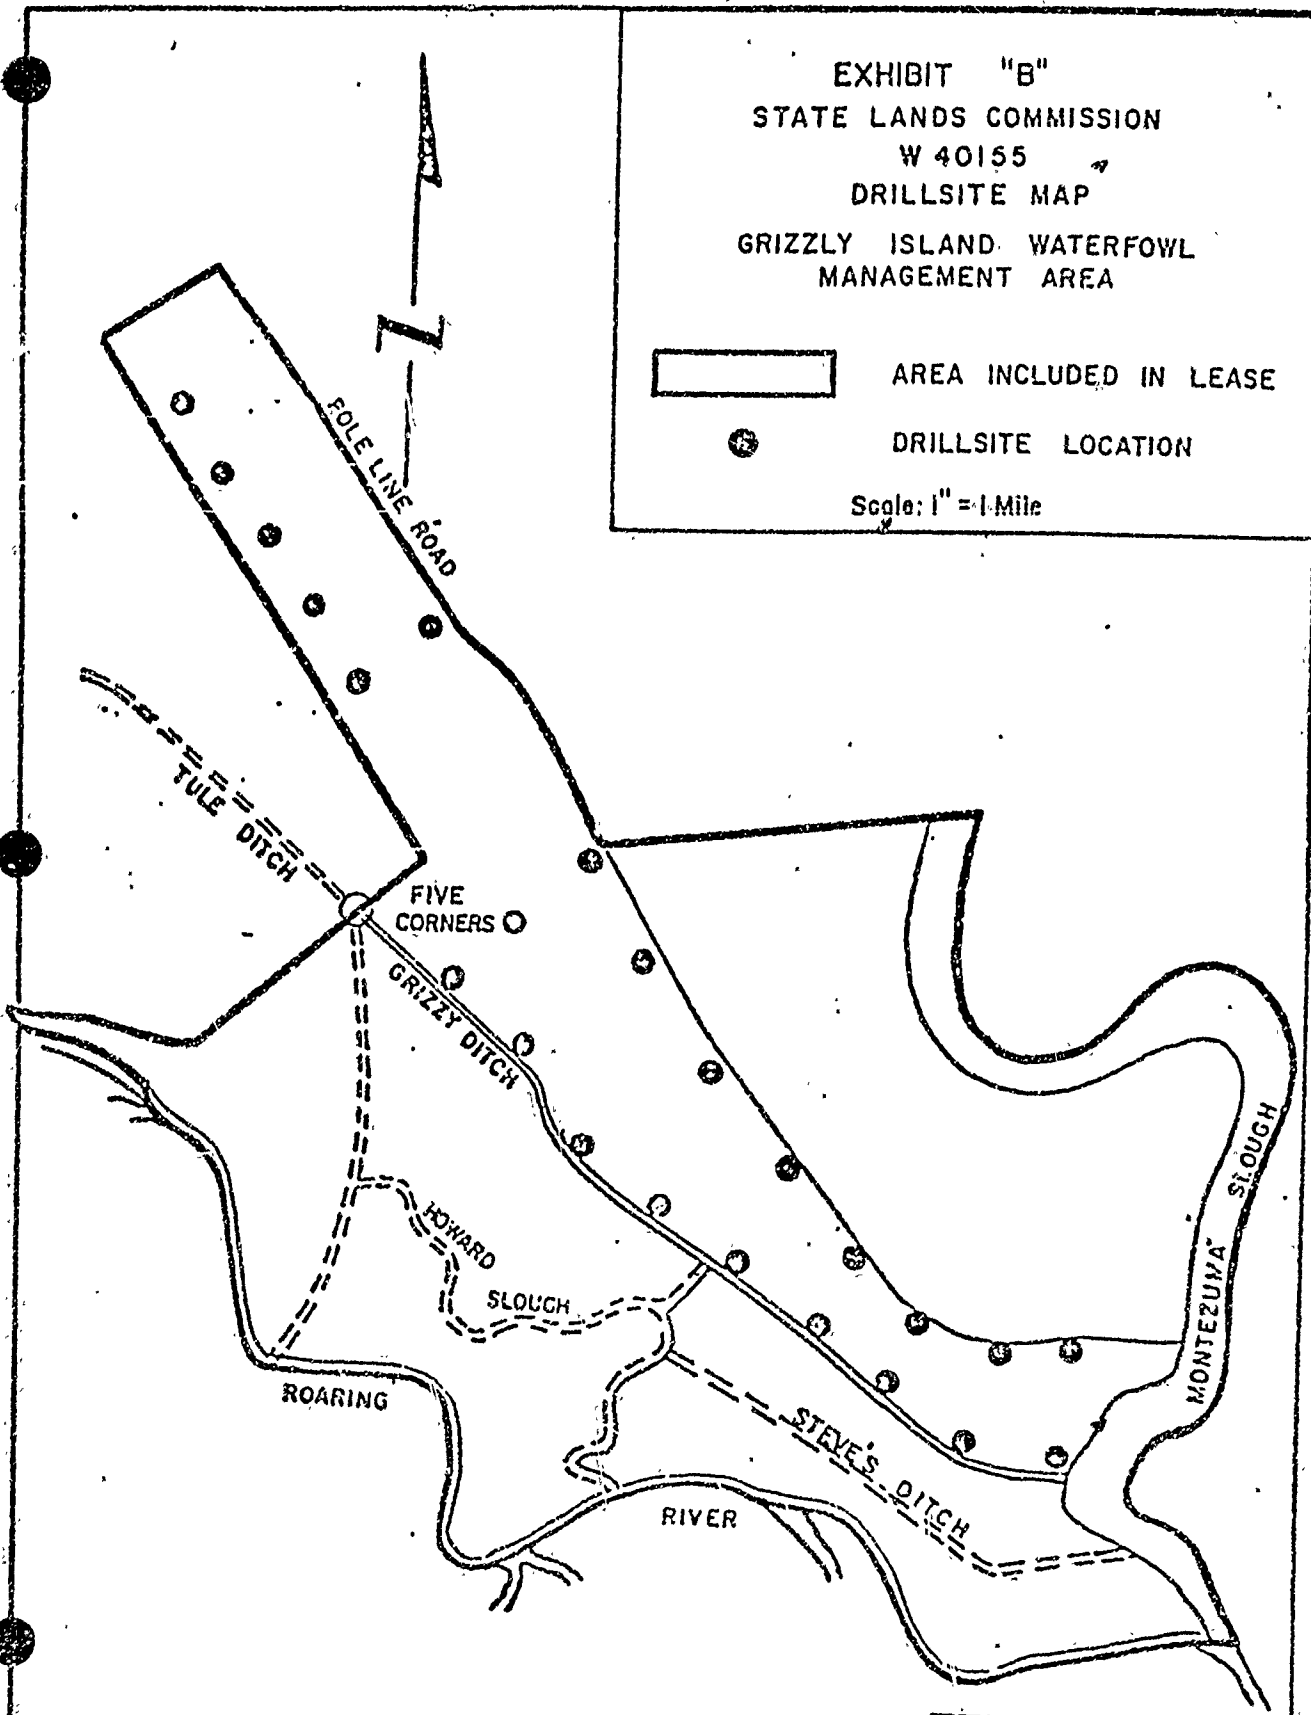 EXHIBIT "B"
STATE LANDS COMMISSION
W 40155
DRILLSITE MAP
GRIZZLY ISLAND WATERFOWL
MANAGEMENT AREA
AREA INCLUDED IN LEASE
DRILLSITE LOCATION
Scale: 1" = 1 Mile
N
POLE LINE ROAD
TULE DITCH
FIVE
CORNERS
GRIZZY DITCH
HOWARD
SLOUGH
ROARING
RIVER
STEVE'S DITCH
MONTEZUMA SLOUGH